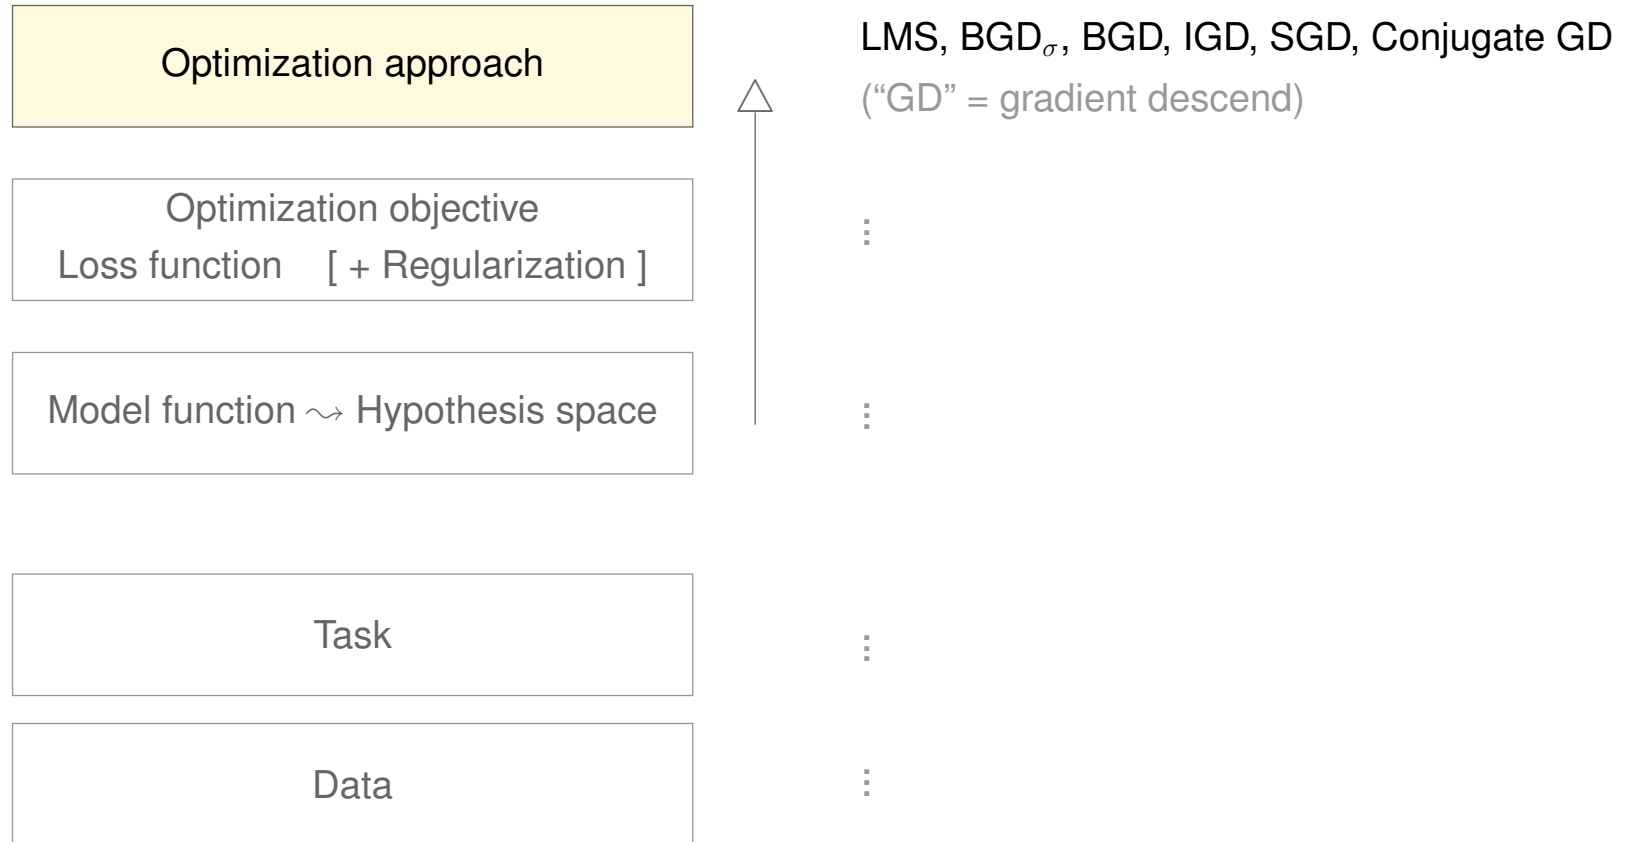 Optimization approach
LMS, BGDσ, BGD, IGD, SGD, Conjugate GD
(“GD” = gradient descend)
Optimization objective
Loss function [ + Regularization ]
⋮
Model function ⤳ Hypothesis space
⋮
Task
⋮
Data
⋮